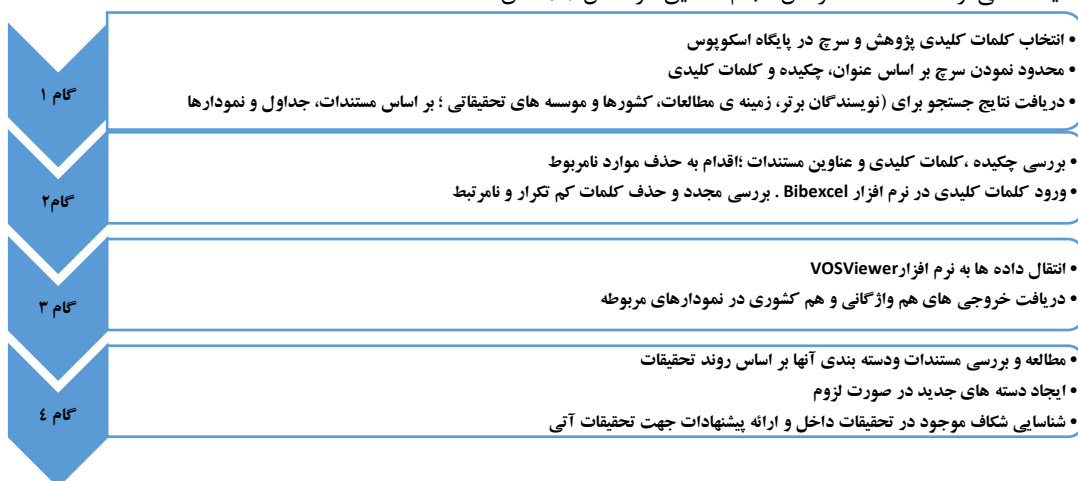 • انتخاب کلمات کلیدی پژوهش و سرچ در پایگاه اسکوپوس
• محدود نمودن سرچ بر اساس عنوان، چکیده و کلمات کلیدی
• دریافت نتایج جستجو برای (نویسندگان برتر، زمینه ی مطالعات، کشورها و موسسه های تحقیقاتی ؛ بر اساس مستندات، جداول و نمودارها
گام ۱
• بررسی چکیده ،کلمات کلیدی و عناوین مستندات ؛اقدام به حذف موارد نامربوط
• ورود کلمات کلیدی در نرم افزار Bibexcel . بررسی مجدد و حذف کلمات کم تکرار و نامرتبط
گام۲
• انتقال داده ها به نرم افزارVOSViewer
• دریافت خروجی های هم واژگانی و هم کشوری در نمودارهای مربوطه
گام ۳
• مطالعه و بررسی مستندات ودسته بندی آنها بر اساس روند تحقیقات
• ایجاد دسته های جدید در صورت لزوم
• شناسایی شکاف موجود در تحقیقات داخل و ارائه پیشنهادات جهت تحقیقات آتی
گام ٤